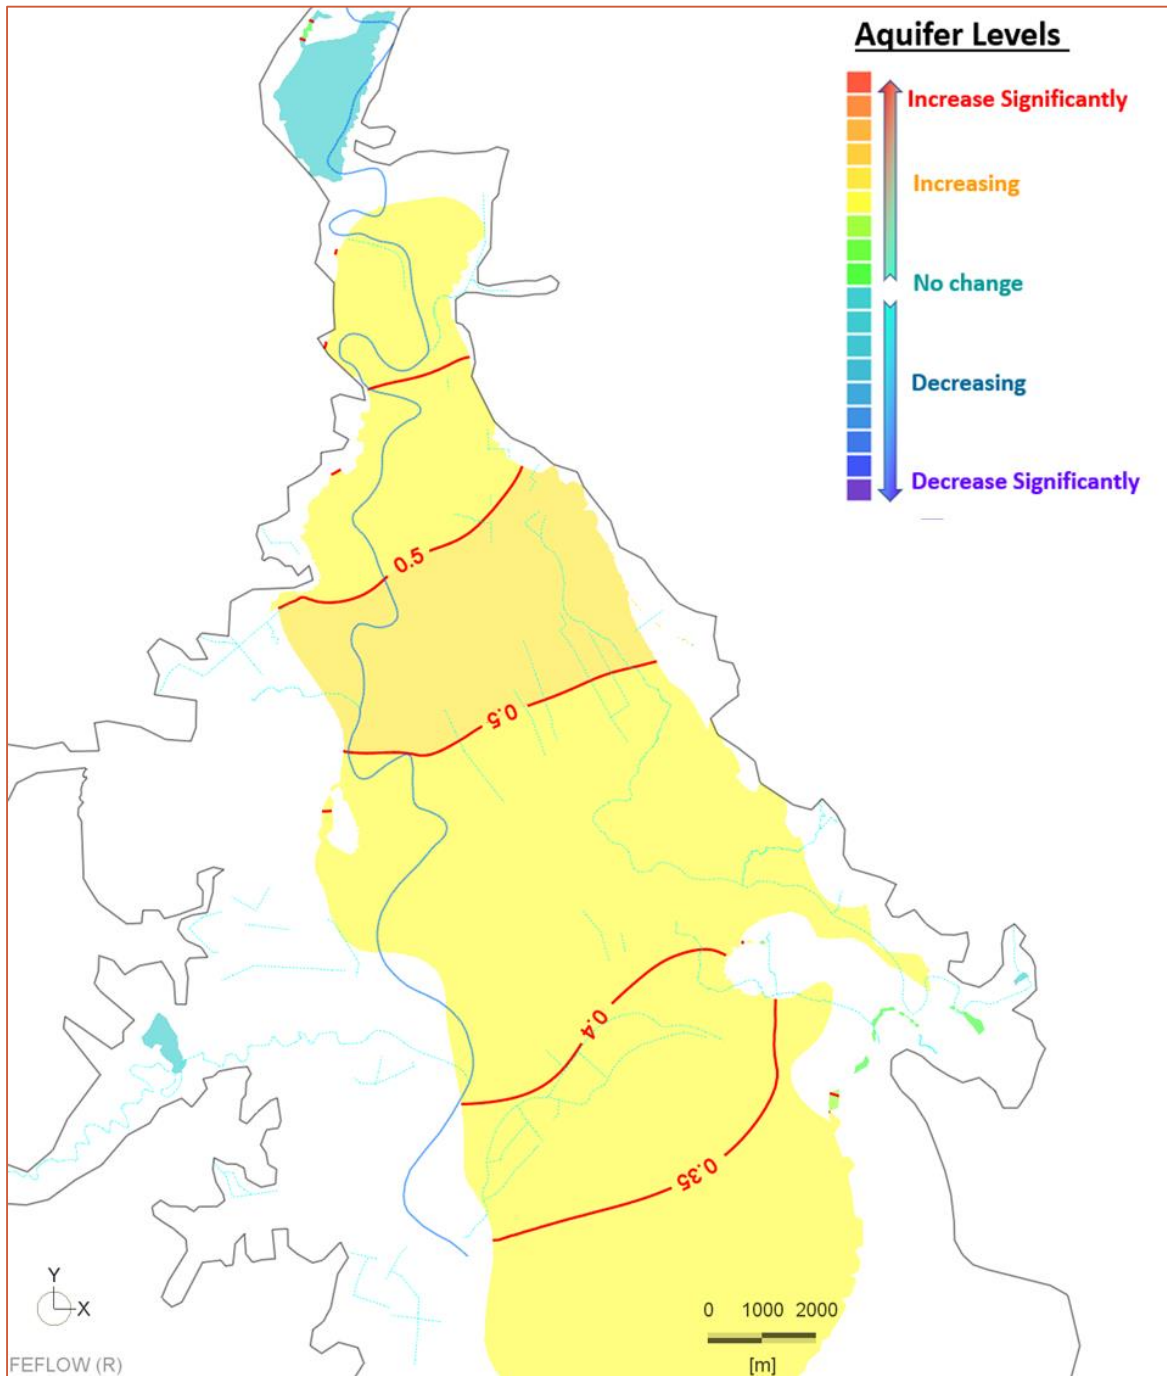 Aquifer Levels
Increase Significantly
Increasing
No change
Decreasing
Decrease Significantly
0.5
0.5
0.4
0.35
Y
X
0 1000 2000
[m]
FEFLOW (R)